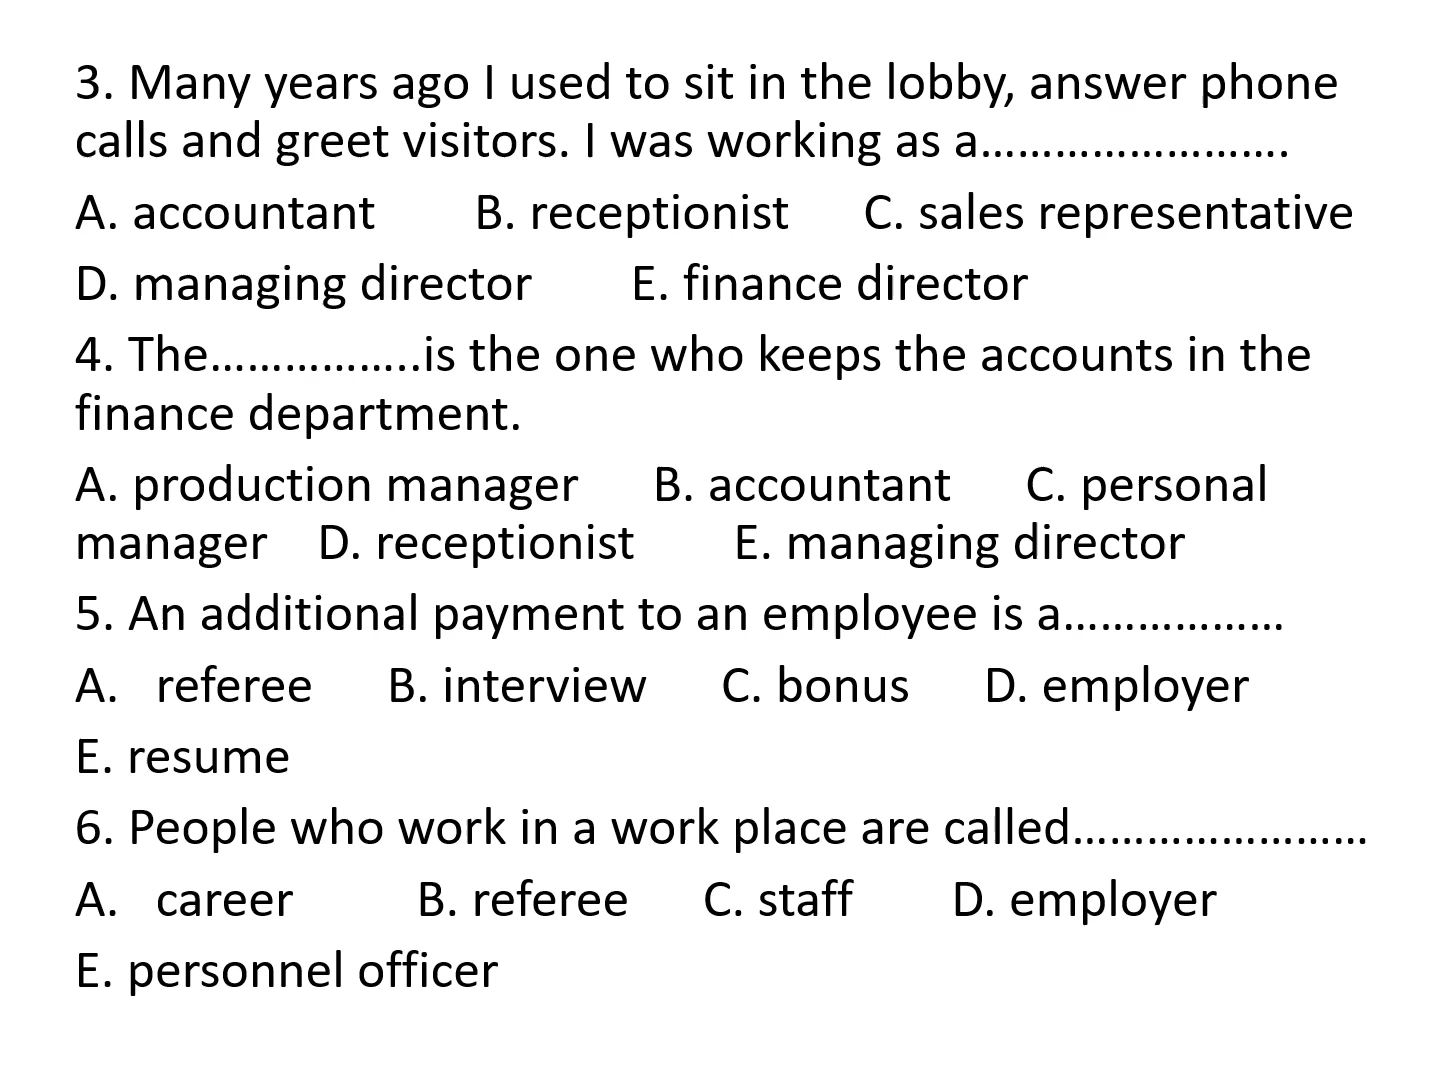 3. Many years ago I used to sit in the lobby, answer phone
calls and greet visitors. I was working as a…………………….
A. accountant B. receptionist C. sales representative
D. managing director E. finance director
4. The……………..is the one who keeps the accounts in the
finance department.
A. production manager B. accountant C. personal
manager D. receptionist E. managing director
5. An additional payment to an employee is a………………
A. referee B. interview C. bonus D. employer
E. resume
6. People who work in a work place are called……………………
A. career B. referee C. staff D. employer
E. personnel officer